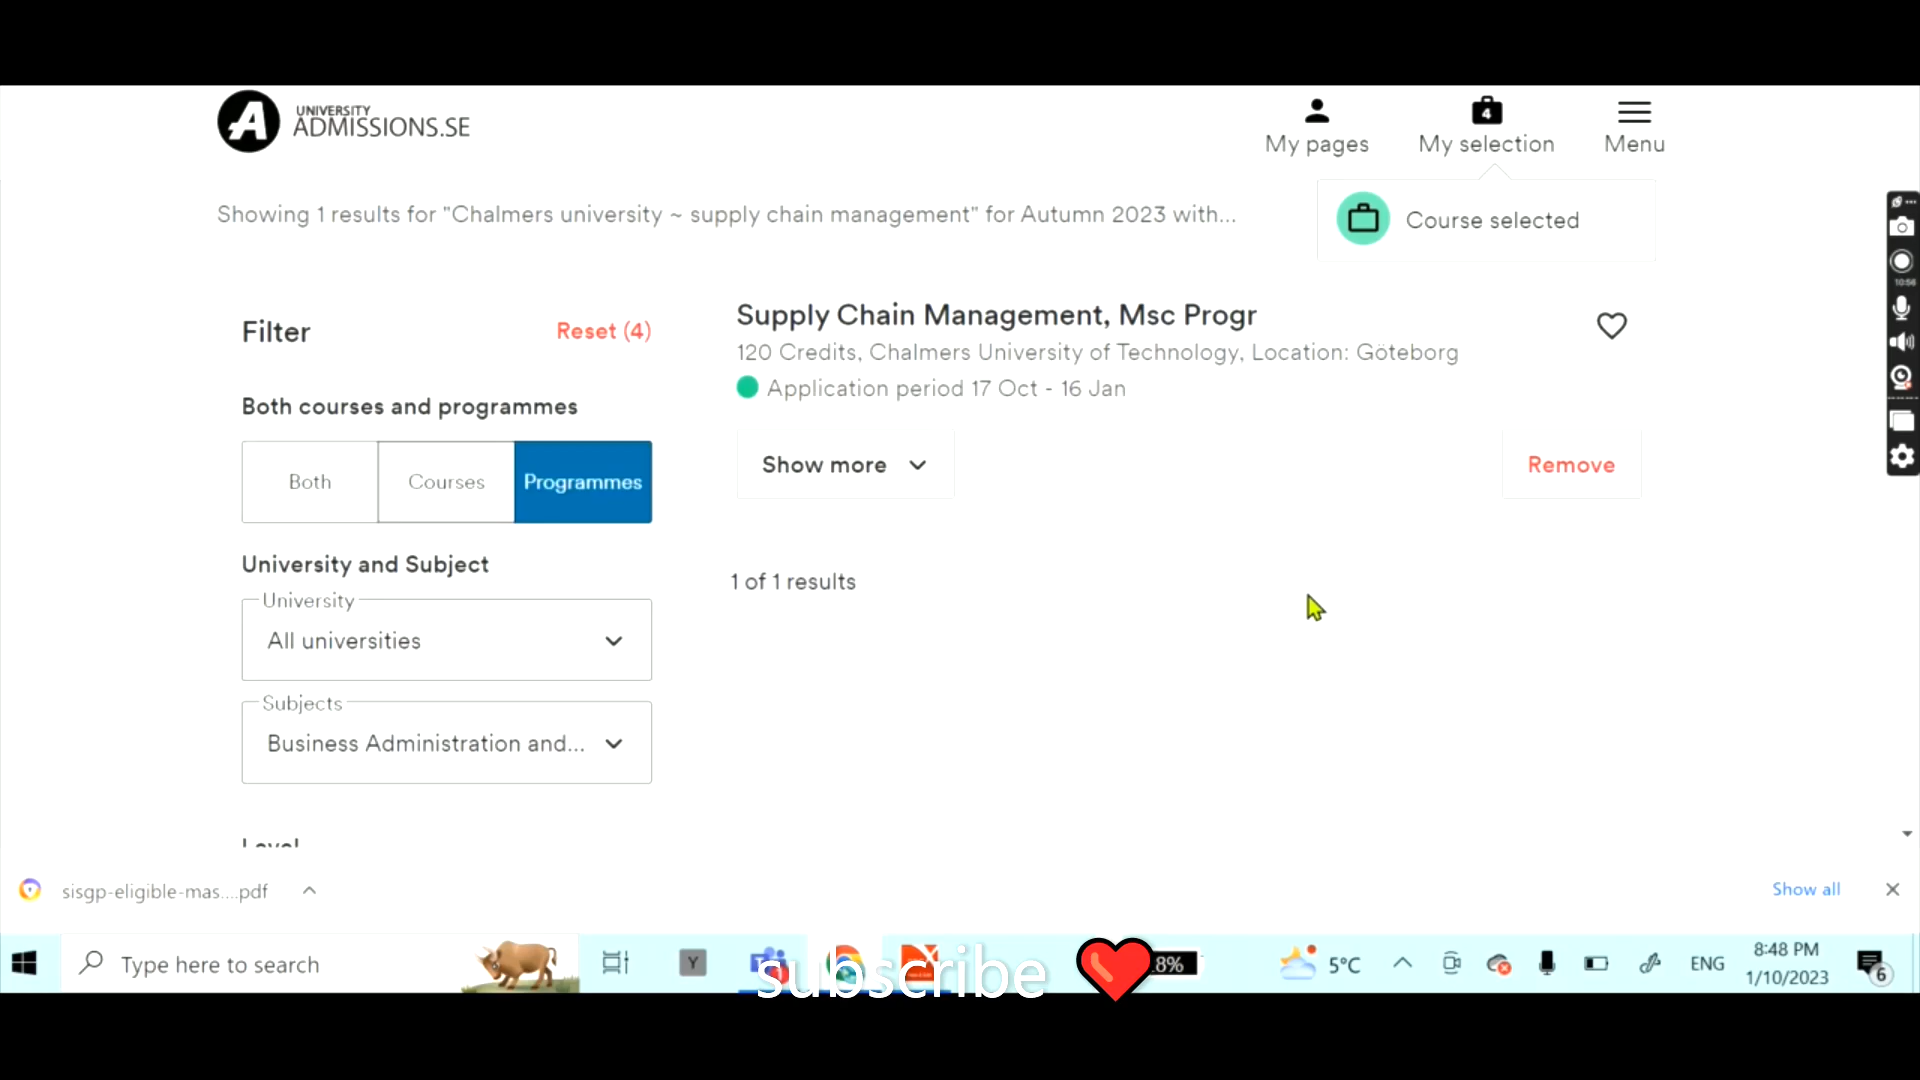 UNIVERSITY
ADMISSIONS.SE
My pages
4
My selection
Menu
Showing 1 results for "Chalmers university ~ supply chain management" for Autumn 2023 with...
Course selected
Filter
Reset (4)
Both courses and programmes
Both
Courses
Programmes
University and Subject
University
All universities
Subjects
Business Administration and...
Supply Chain Management, Msc Progr
120 Credits, Chalmers University of Technology, Location: Göteborg
Application period 17 Oct - 16 Jan
Show more
Remove
1 of 1 results
10:56
sisgp-eligible-mas....pdf
Show all
Type here to search
Y
subscribe
8%
5°C
ENG
8:48 PM
1/10/2023
6